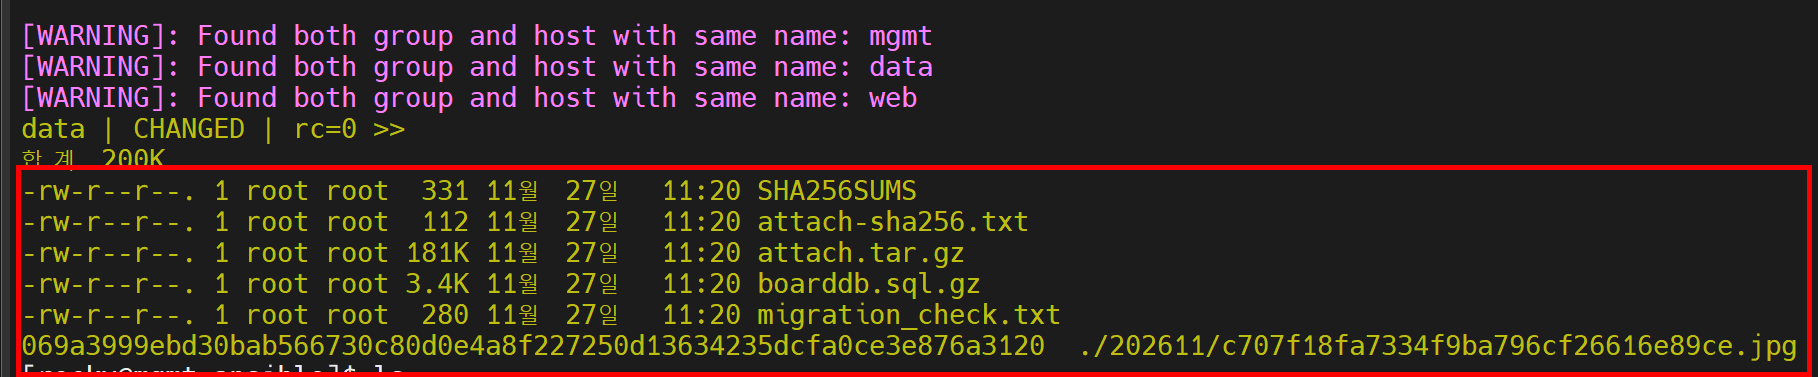 [WARNING]: Found both group and host with same name: mgmt
[WARNING]: Found both group and host with same name: data
[WARNING]: Found both group and host with same name: web
data | CHANGED | rc=0 >>
합계 200K
-rw-r--r--. 1 root root  331 11월  27일  11:20 SHA256SUMS
-rw-r--r--. 1 root root  112 11월  27일  11:20 attach-sha256.txt
-rw-r--r--. 1 root root 181K 11월  27일  11:20 attach.tar.gz
-rw-r--r--. 1 root root 3.4K 11월  27일  11:20 boarddb.sql.gz
-rw-r--r--. 1 root root  280 11월  27일  11:20 migration_check.txt
069a3999ebd30bab566730c80d0e4a8f227250d13634235dcfa0ce3e876a3120  ./202611/c707f18fa7334f9ba796cf26616e89ce.jpg